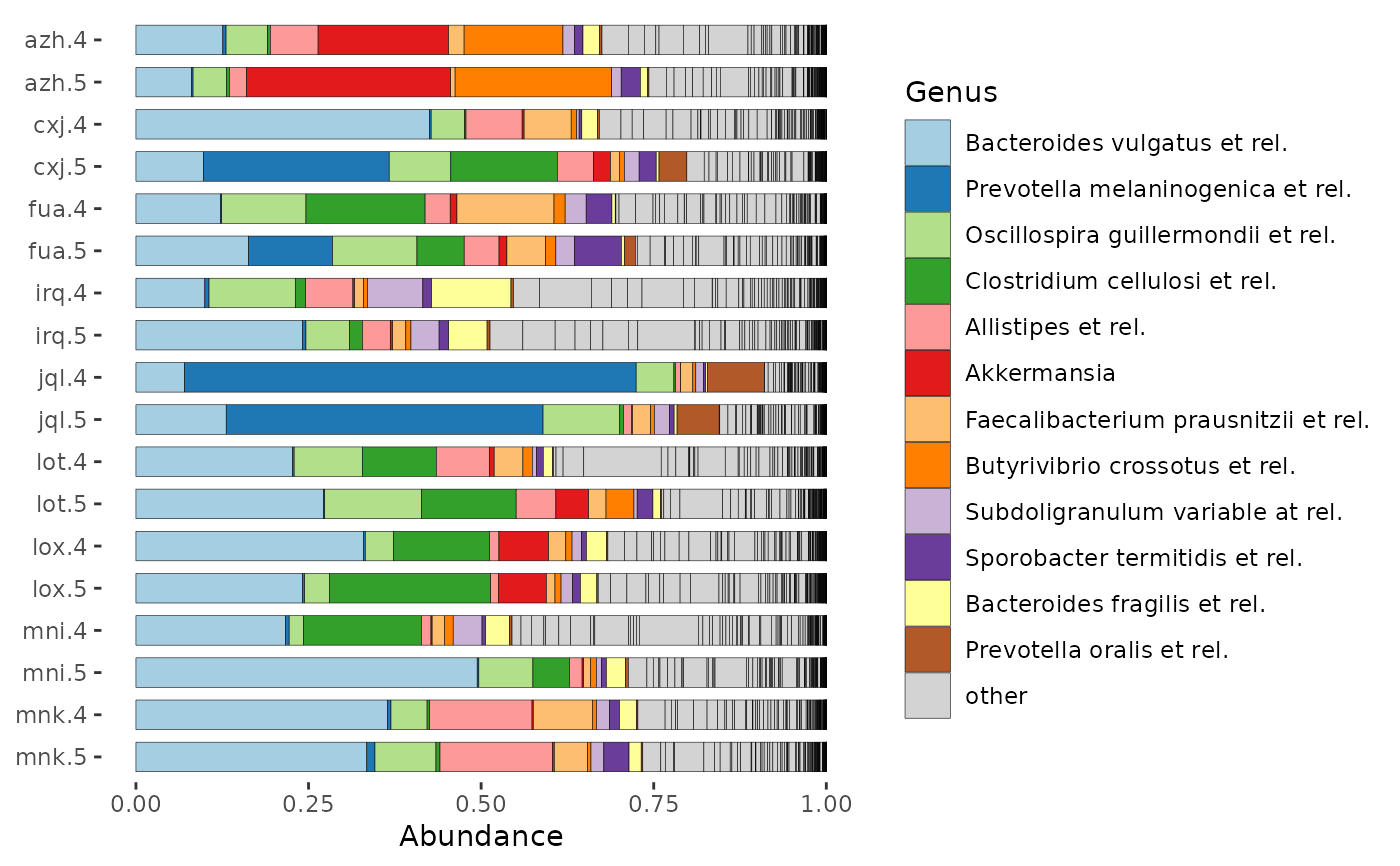 azh.4
azh.5
cxj.4
cxj.5
fua.4
fua.5
irq.4
irq.5
jql.4
jql.5
lot.4
lot.5
lox.4
lox.5
mni.4
mni.5
mnk.4
mnk.5
0.00 0.25 0.50 0.75 1.00
Abundance
Genus
Bacteroides vulgatus et rel.
Prevotella melaninogenica et rel.
Oscillospira guillermondii et rel.
Clostridium cellulosi et rel.
Allistipes et rel.
Akkermansia
Faecalibacterium prausnitzii et rel.
Butyrivibrio crossotus et rel.
Subdoligranulum variable at rel.
Sporobacter termitidis et rel.
Bacteroides fragilis et rel.
Prevotella oralis et rel.
other